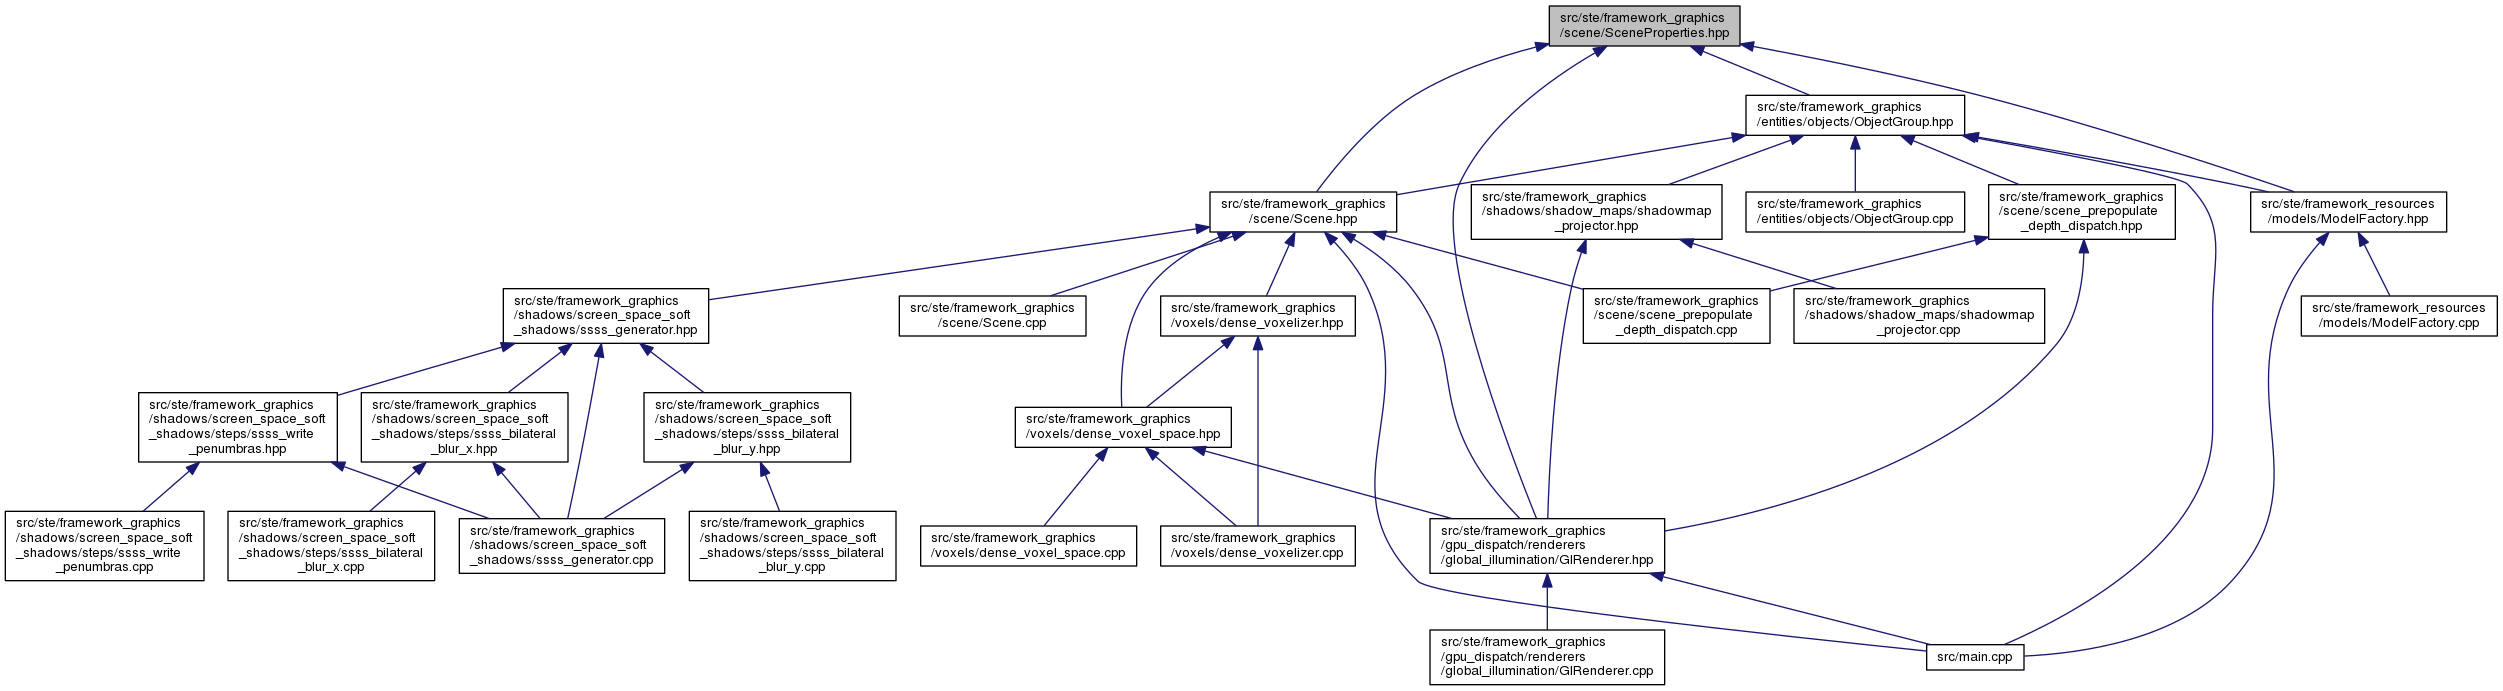 src/ste/framework_graphics
/scene/SceneProperties.hpp
src/ste/framework_graphics
/entities/objects/ObjectGroup.hpp
src/ste/framework_graphics
/scene/Scene.hpp
src/ste/framework_graphics
/shadows/shadow_maps/shadowmap
_projector.hpp
src/ste/framework_graphics
/entities/objects/ObjectGroup.cpp
src/ste/framework_graphics
/scene/scene_prepopulate
_depth_dispatch.hpp
src/ste/framework_resources
/models/ModelFactory.hpp
src/ste/framework_graphics
/shadows/screen_space_soft
_shadows/ssss_generator.hpp
src/ste/framework_graphics
/scene/Scene.cpp
src/ste/framework_graphics
/voxels/dense_voxelizer.hpp
src/ste/framework_graphics
/scene/scene_prepopulate
_depth_dispatch.cpp
src/ste/framework_graphics
/shadows/shadow_maps/shadowmap
_projector.cpp
src/ste/framework_resources
/models/ModelFactory.cpp
src/ste/framework_graphics
/shadows/screen_space_soft
_shadows/steps/ssss_write
_penumbras.hpp
src/ste/framework_graphics
/shadows/screen_space_soft
_shadows/steps/ssss_bilateral
_blur_x.hpp
src/ste/framework_graphics
/shadows/screen_space_soft
_shadows/steps/ssss_bilateral
_blur_y.hpp
src/ste/framework_graphics
/voxels/dense_voxel_space.hpp
src/ste/framework_graphics
/shadows/screen_space_soft
_shadows/steps/ssss_write
_penumbras.cpp
src/ste/framework_graphics
/shadows/screen_space_soft
_shadows/steps/ssss_bilateral
_blur_x.cpp
src/ste/framework_graphics
/shadows/screen_space_soft
_shadows/ssss_generator.cpp
src/ste/framework_graphics
/shadows/screen_space_soft
_shadows/steps/ssss_bilateral
_blur_y.cpp
src/ste/framework_graphics
/voxels/dense_voxel_space.cpp
src/ste/framework_graphics
/voxels/dense_voxelizer.cpp
src/ste/framework_graphics
/gpu_dispatch/renderers
/global_illumination/GIRenderer.hpp
src/ste/framework_graphics
/gpu_dispatch/renderers
/global_illumination/GIRenderer.cpp
src/main.cpp